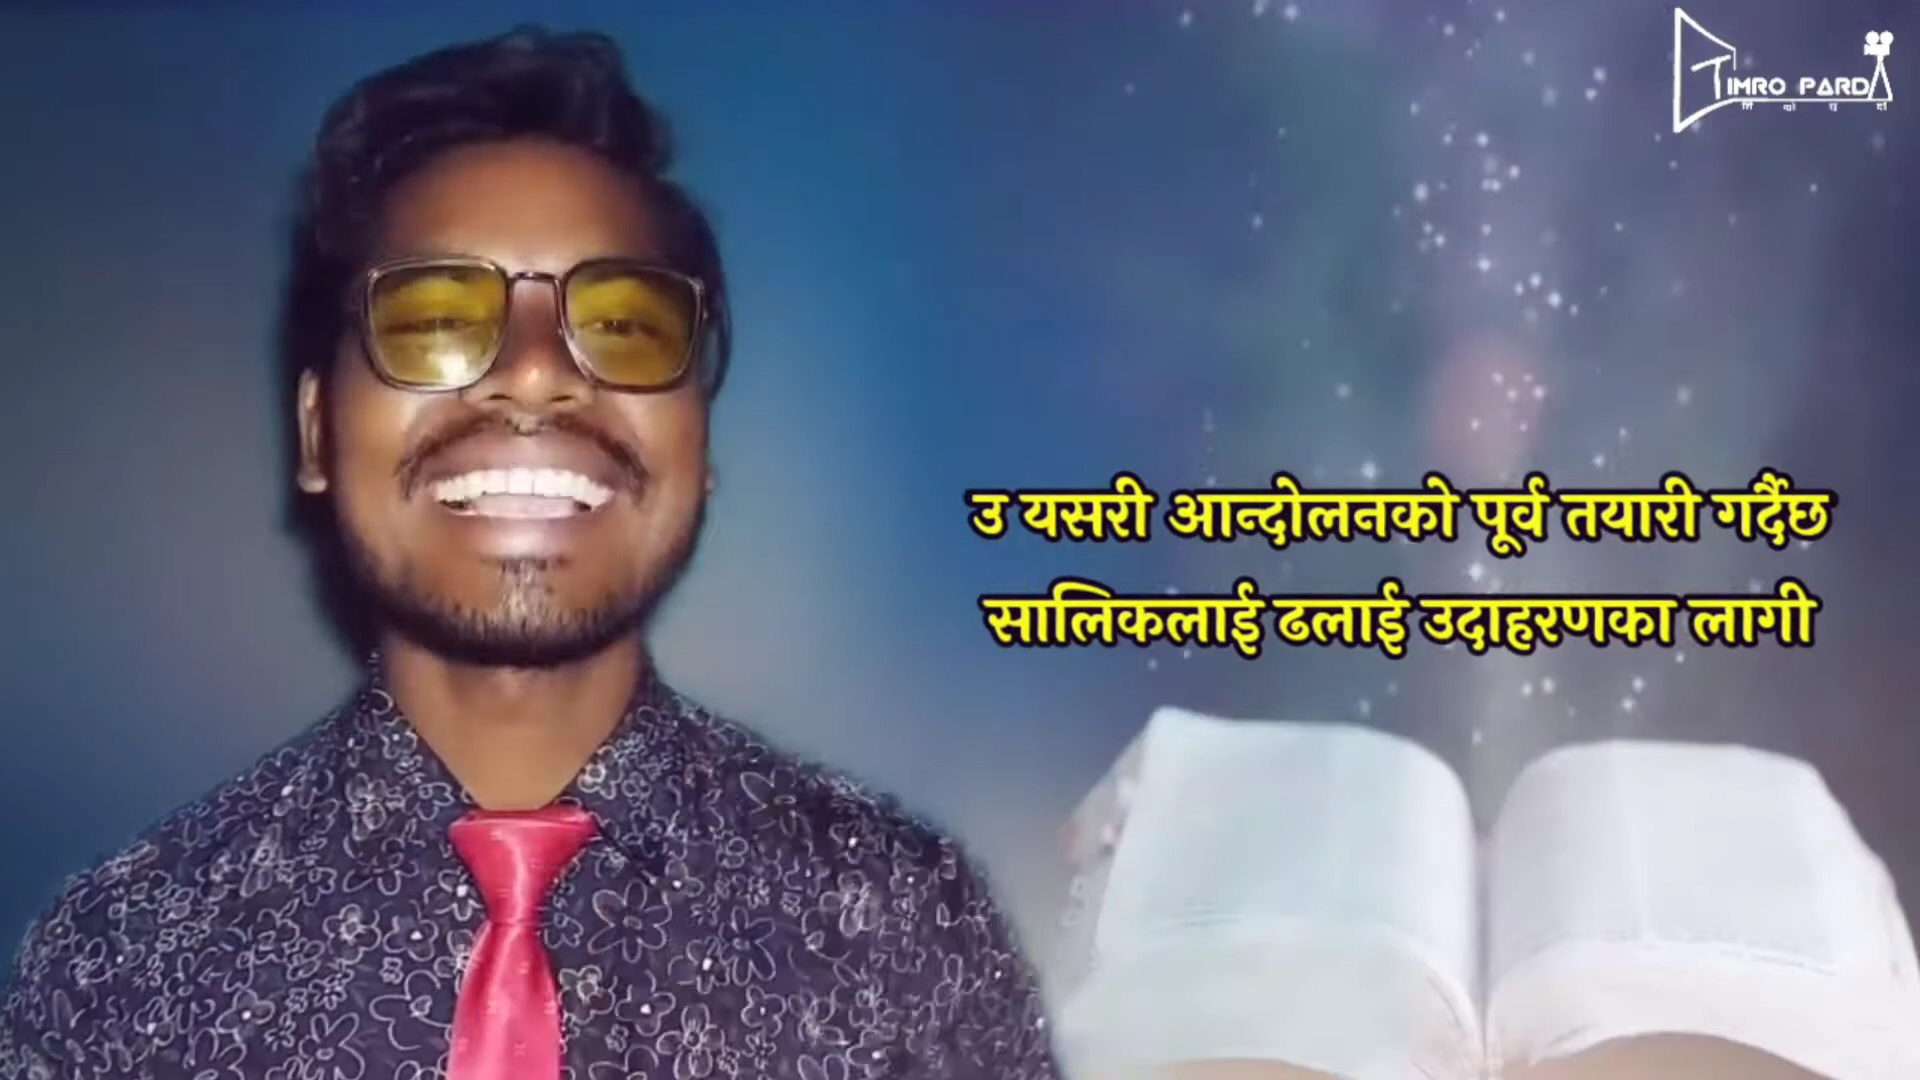 TIMRO PARDA
उ यसरी आन्दोलनको पूर्व तयारी गर्दैछ
सालिकलाई ढलाई उदाहरणका लागी